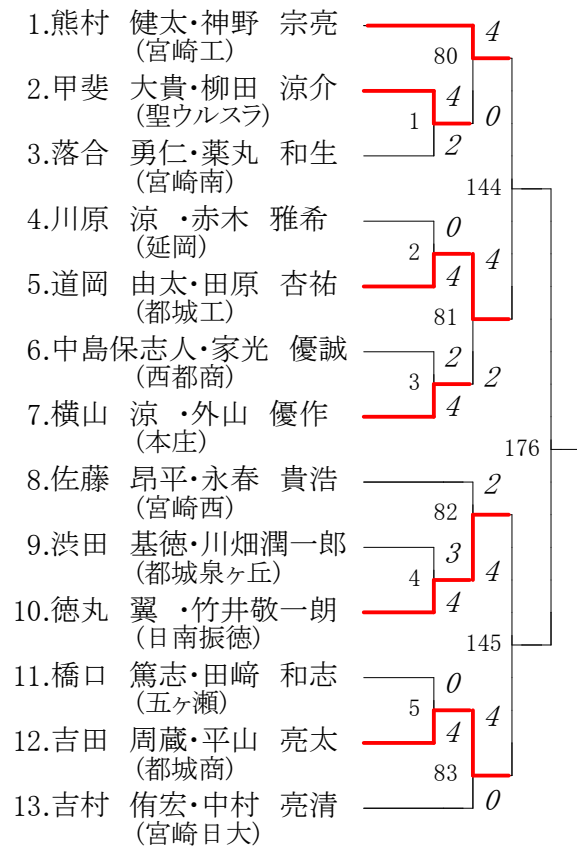 1.熊村 健太・神野 宗亮
(宮崎工)
4
80
2.甲斐 大貴・柳田 涼介
(聖ウルスラ)
4
0
1
2
3.落合 勇仁・薬丸 和生
(宮崎南)
144
4.川原 涼 ・赤木 雅希
(延岡)
0
2
4
5.道岡 由太・田原 杏祐
(都城工)
4
81
6.中島保志人・家光 優誠
(西都商)
2
3
2
7.横山 涼 ・外山 優作
(本庄)
4
176
8.佐藤 昂平・永春 貴浩
(宮崎西)
2
82
9.渋田 基徳・川畑潤一郎
(都城泉ヶ丘)
3
4
4
10.徳丸 翼 ・竹井敬一朗
(日南振徳)
4
145
11.橋口 篤志・田﨑 和志
(五ヶ瀬)
0
5
4
12.吉田 周蔵・平山 亮太
(都城商)
4
83
13.吉村 侑宏・中村 亮清
(宮崎日大)
0